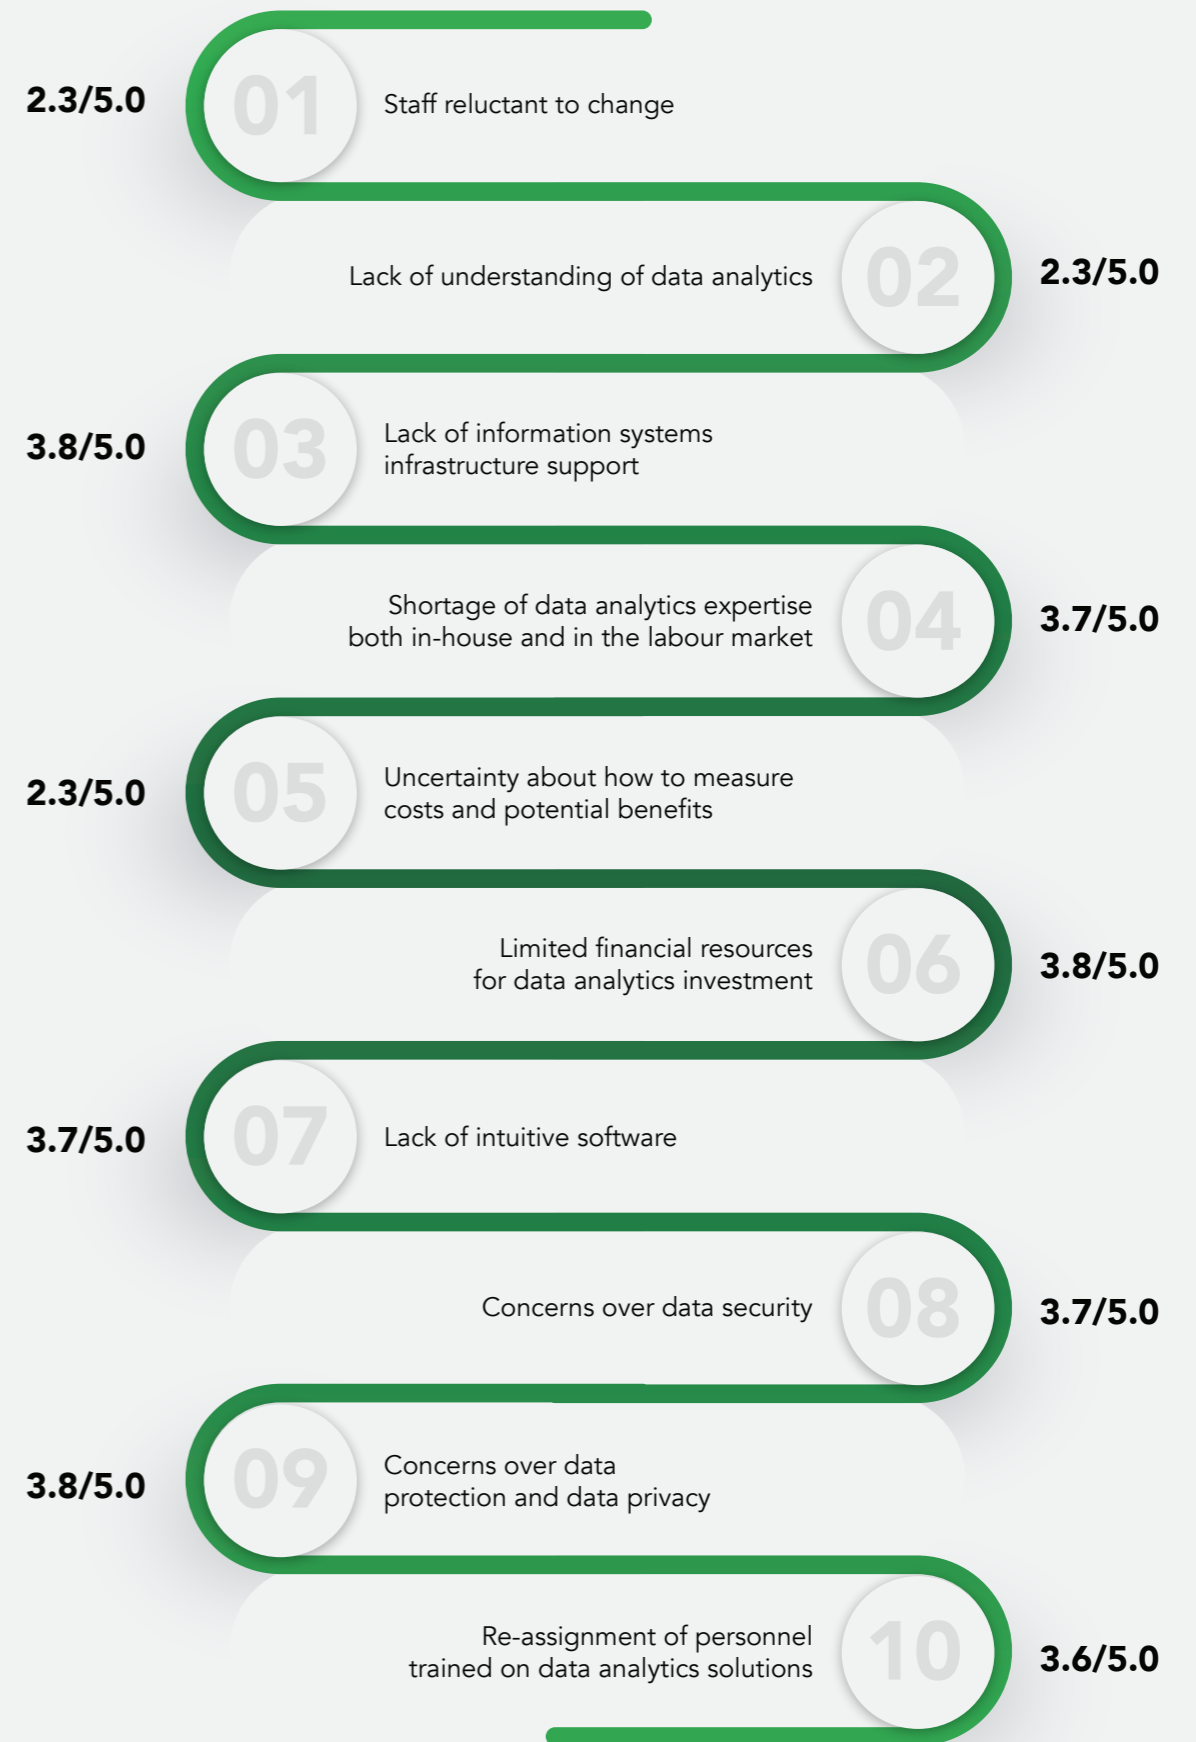 2.3/5.0
01
Staff reluctant to change
Lack of understanding of data analytics
02
2.3/5.0
3.8/5.0
03
Lack of information systems
infrastructure support
Shortage of data analytics expertise
both in-house and in the labour market
04
3.7/5.0
2.3/5.0
05
Uncertainty about how to measure
costs and potential benefits
Limited financial resources
for data analytics investment
06
3.8/5.0
3.7/5.0
07
Lack of intuitive software
Concerns over data security
08
3.7/5.0
3.8/5.0
09
Concerns over data
protection and data privacy
Re-assignment of personnel
trained on data analytics solutions
10
3.6/5.0